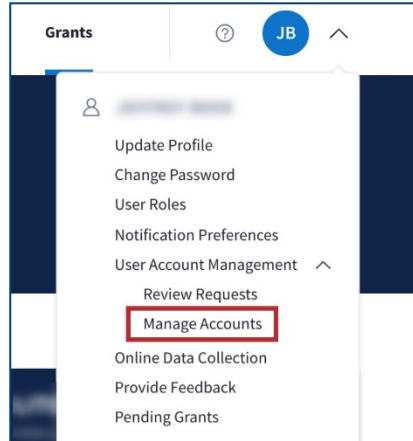 Grants
JB
Update Profile
Change Password
User Roles
Notification Preferences
User Account Management
Review Requests
Manage Accounts
Online Data Collection
Provide Feedback
Pending Grants